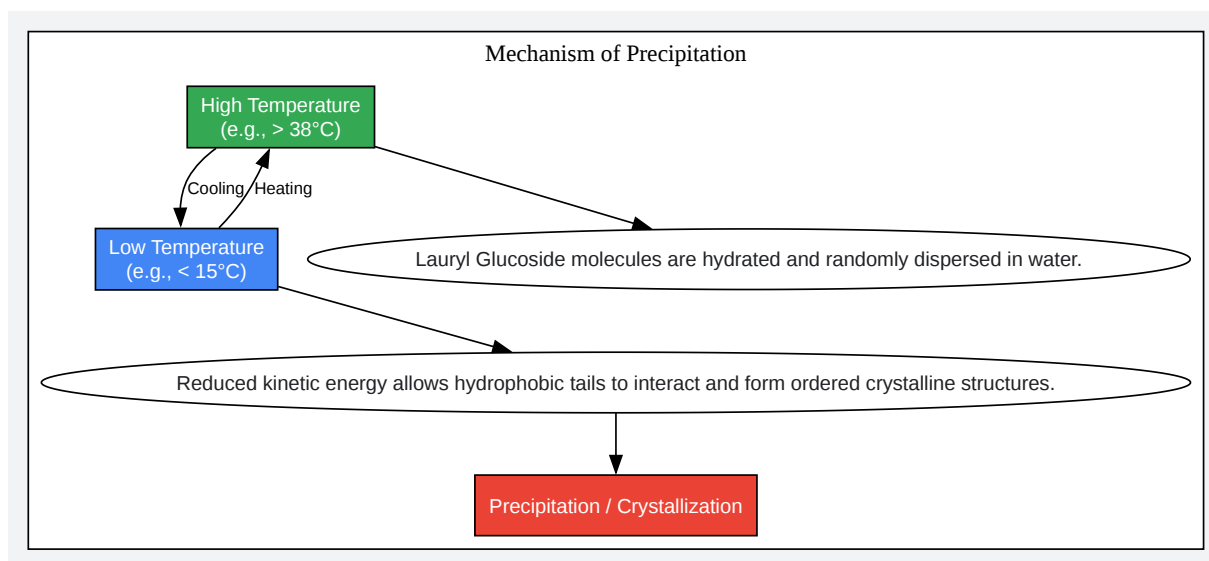 Mechanism of Precipitation
High Temperature
(e.g., > 38°C)
Cooling
Heating
Low Temperature
(e.g., < 15°C)
Lauryl Glucoside molecules are hydrated and randomly dispersed in water.
Reduced kinetic energy allows hydrophobic tails to interact and form ordered crystalline structures.
Precipitation / Crystallization